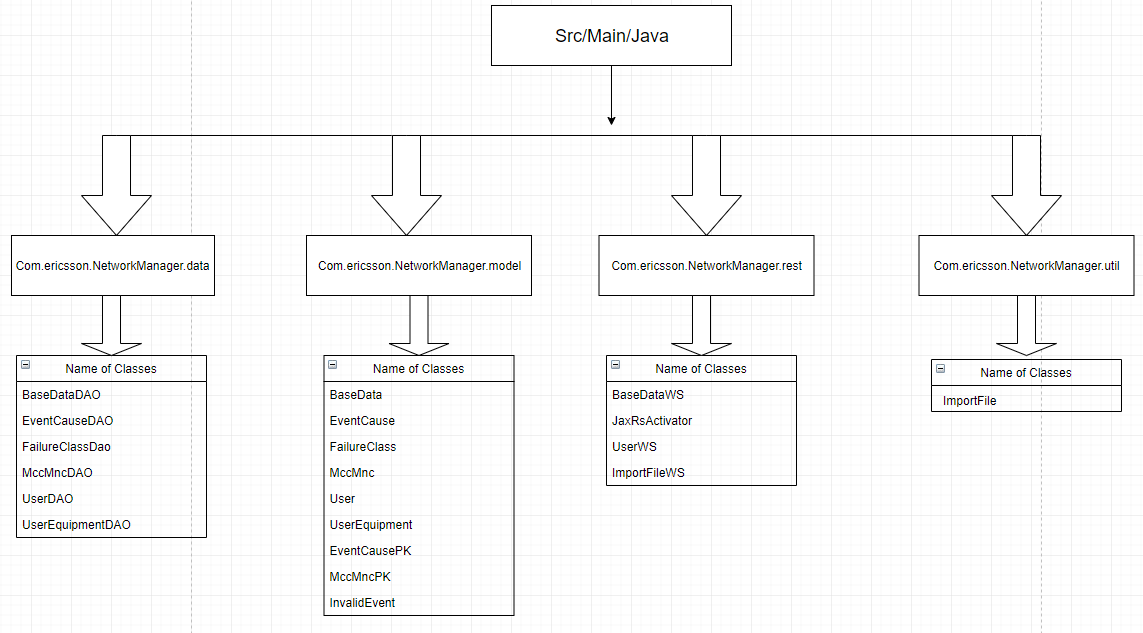 Src/Main/Java
Com.ericsson.NetworkManager.data
Com.ericsson.NetworkManager.model
Com.ericsson.NetworkManager.rest
Com.ericsson.NetworkManager.util
Name of Classes
BaseDataDAO
EventCauseDAO
FailureClassDao
MccMncDAO
UserDAO
UserEquipmentDAO
Name of Classes
BaseData
EventCause
FailureClass
MccMnc
User
UserEquipment
EventCausePK
MccMncPK
InvalidEvent
Name of Classes
BaseDataWS
JaxRsActivator
UserWS
ImportFileWS
Name of Classes
ImportFile